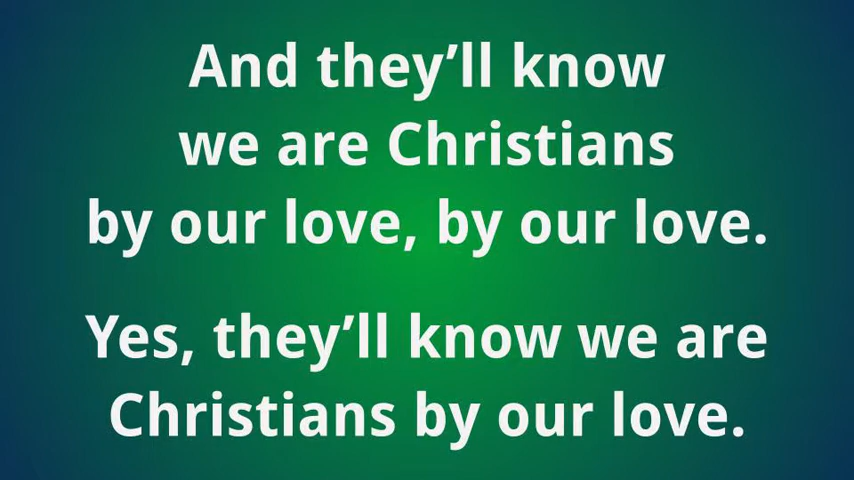 And they’ll know
we are Christians
by our love, by our love.
Yes, they’ll know we are
Christians by our love.